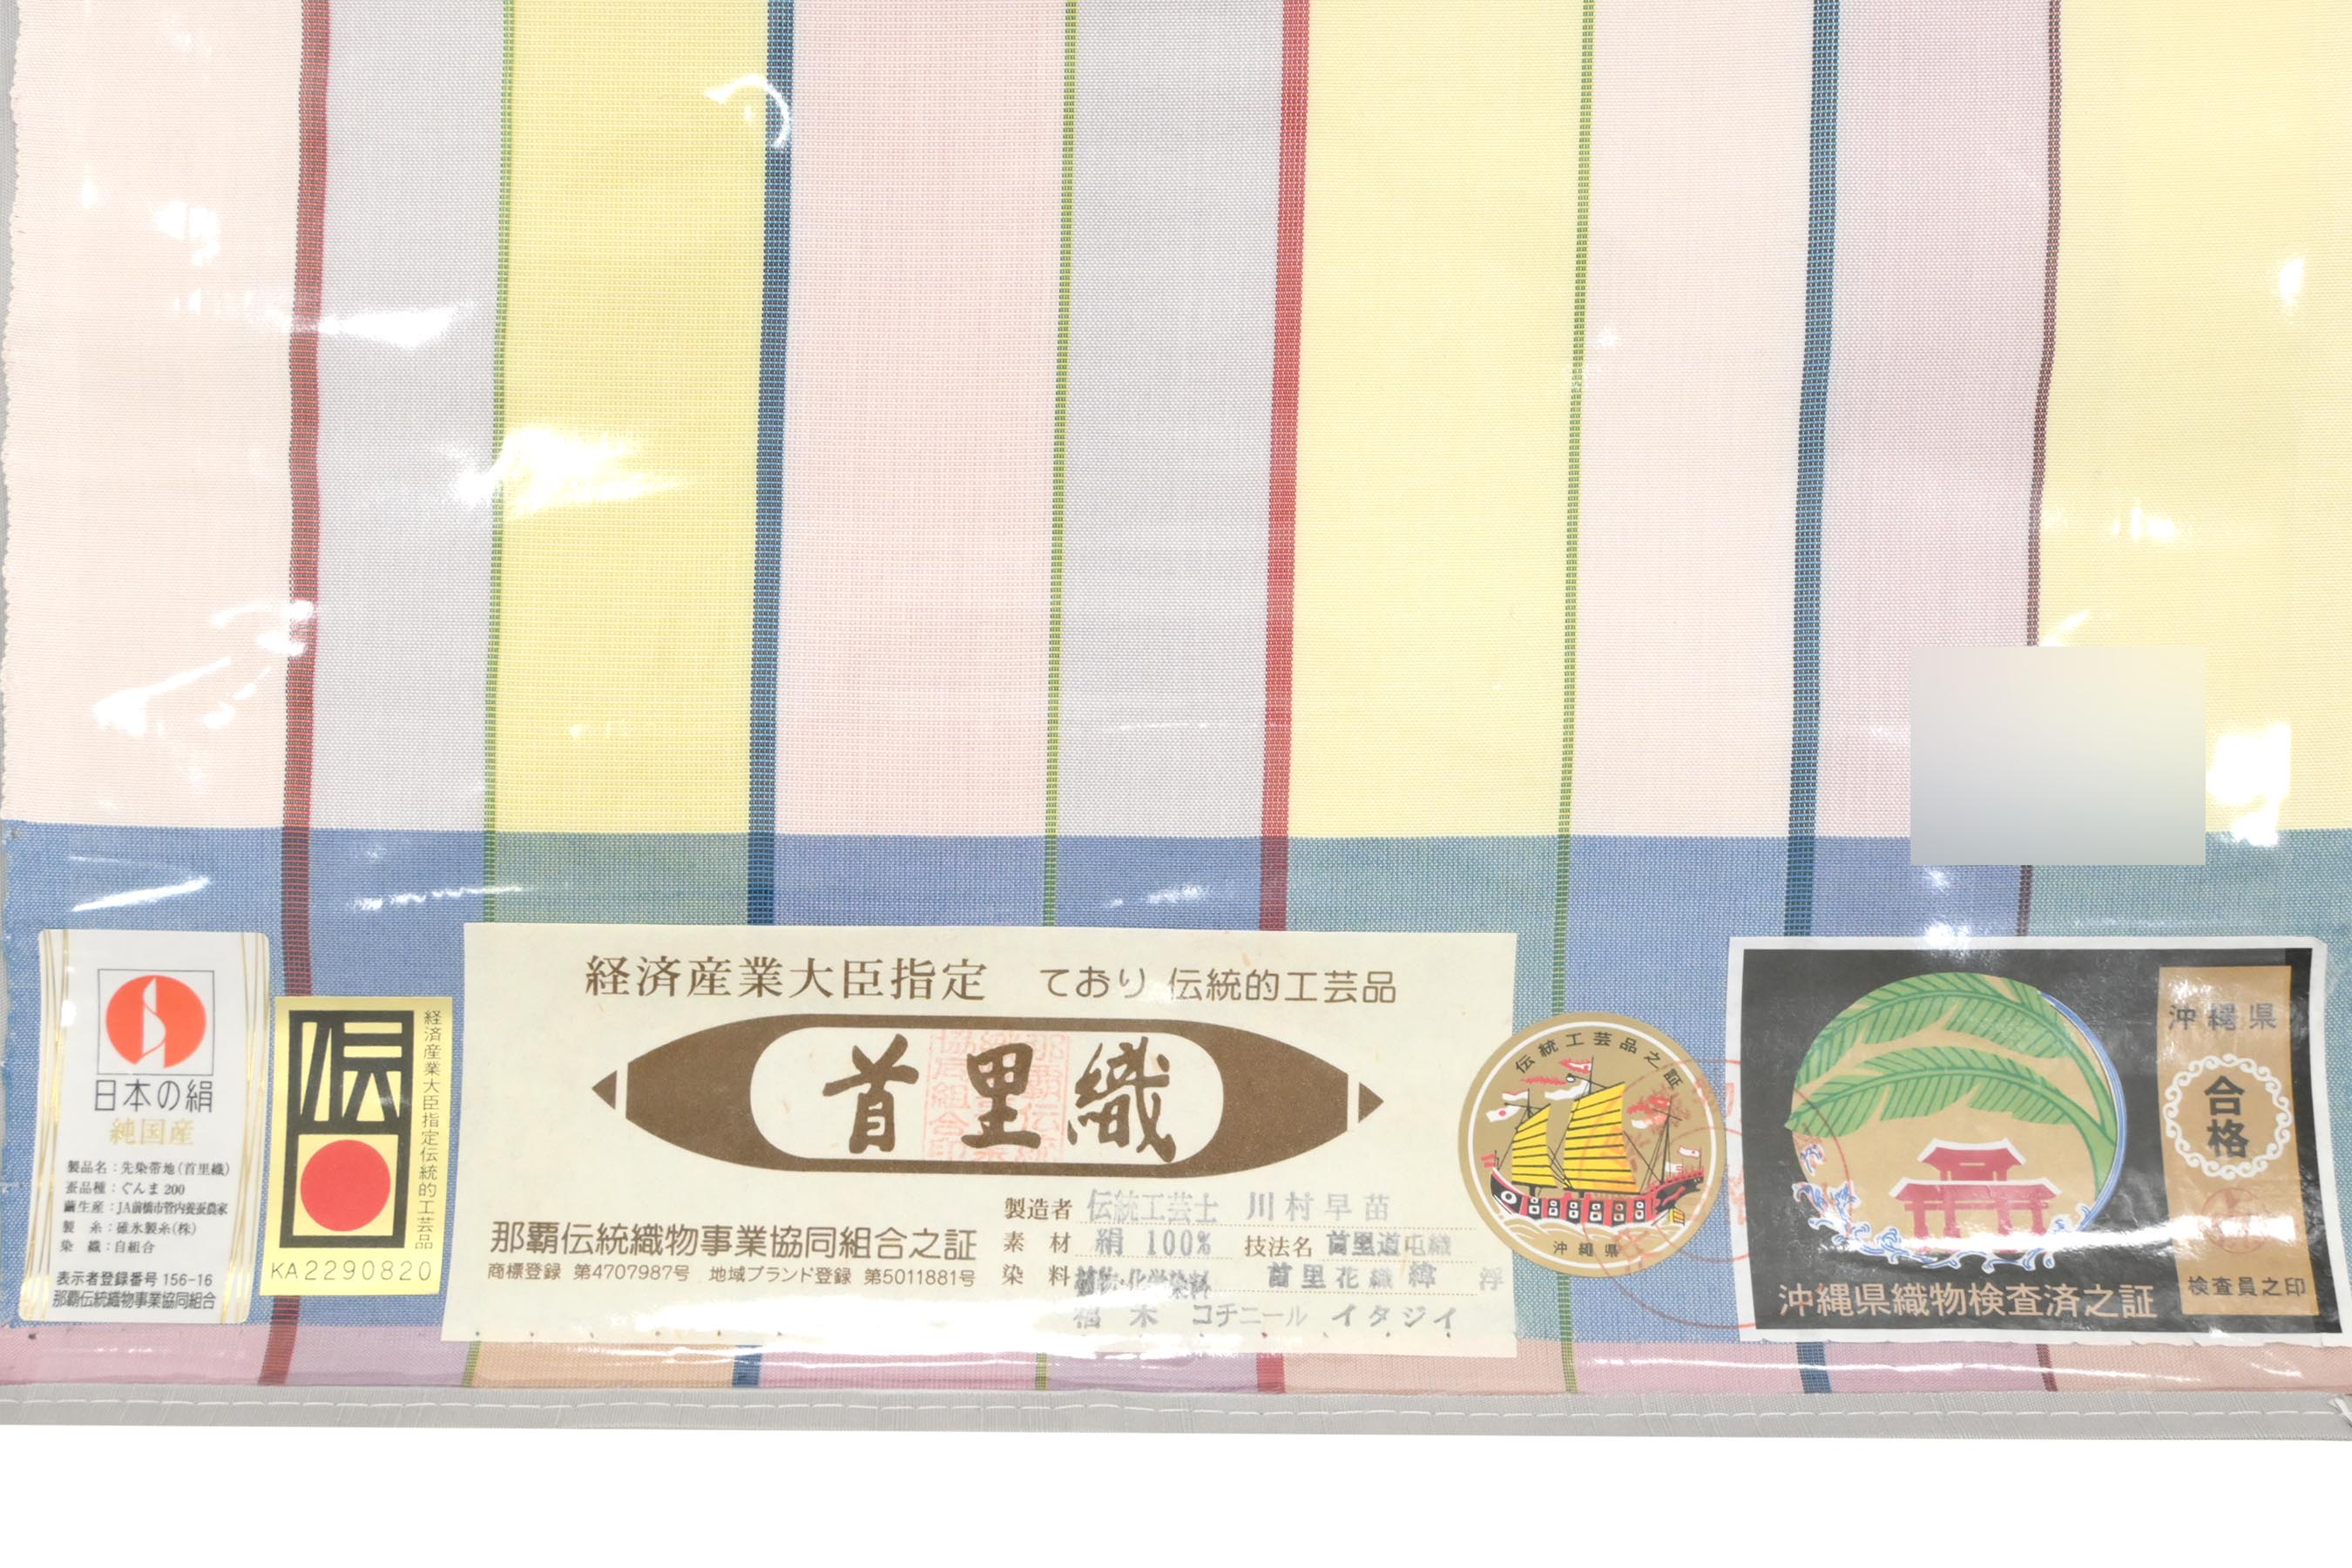 日本の絹
純国産
製品名：先染帯地（首里織）
蚕品種：ぐんま200
繭生産：JA前橋市管内養蚕農家
製 糸：碓氷製糸（株）
染 織：自組合
表示者登録番号 156-16
那覇伝統織物事業協同組合
伝
経済産業大臣指定伝統的工芸品
KA2290820
経済産業大臣指定 ており 伝統的工芸品
首里織
那覇伝統織物事業協同組合之証
商標登録 第4707987号 地域ブランド登録 第5011881号
製造者 伝統工芸士 川村早苗
素 材 絹 100% 技法名 首里道屯織
染 料 植物・化学染料 首里花織 緯 浮
福 木 コチニール イタジイ
伝統工芸品之証
沖縄県
沖縄県
合格
検査員之印
沖縄県織物検査済之証